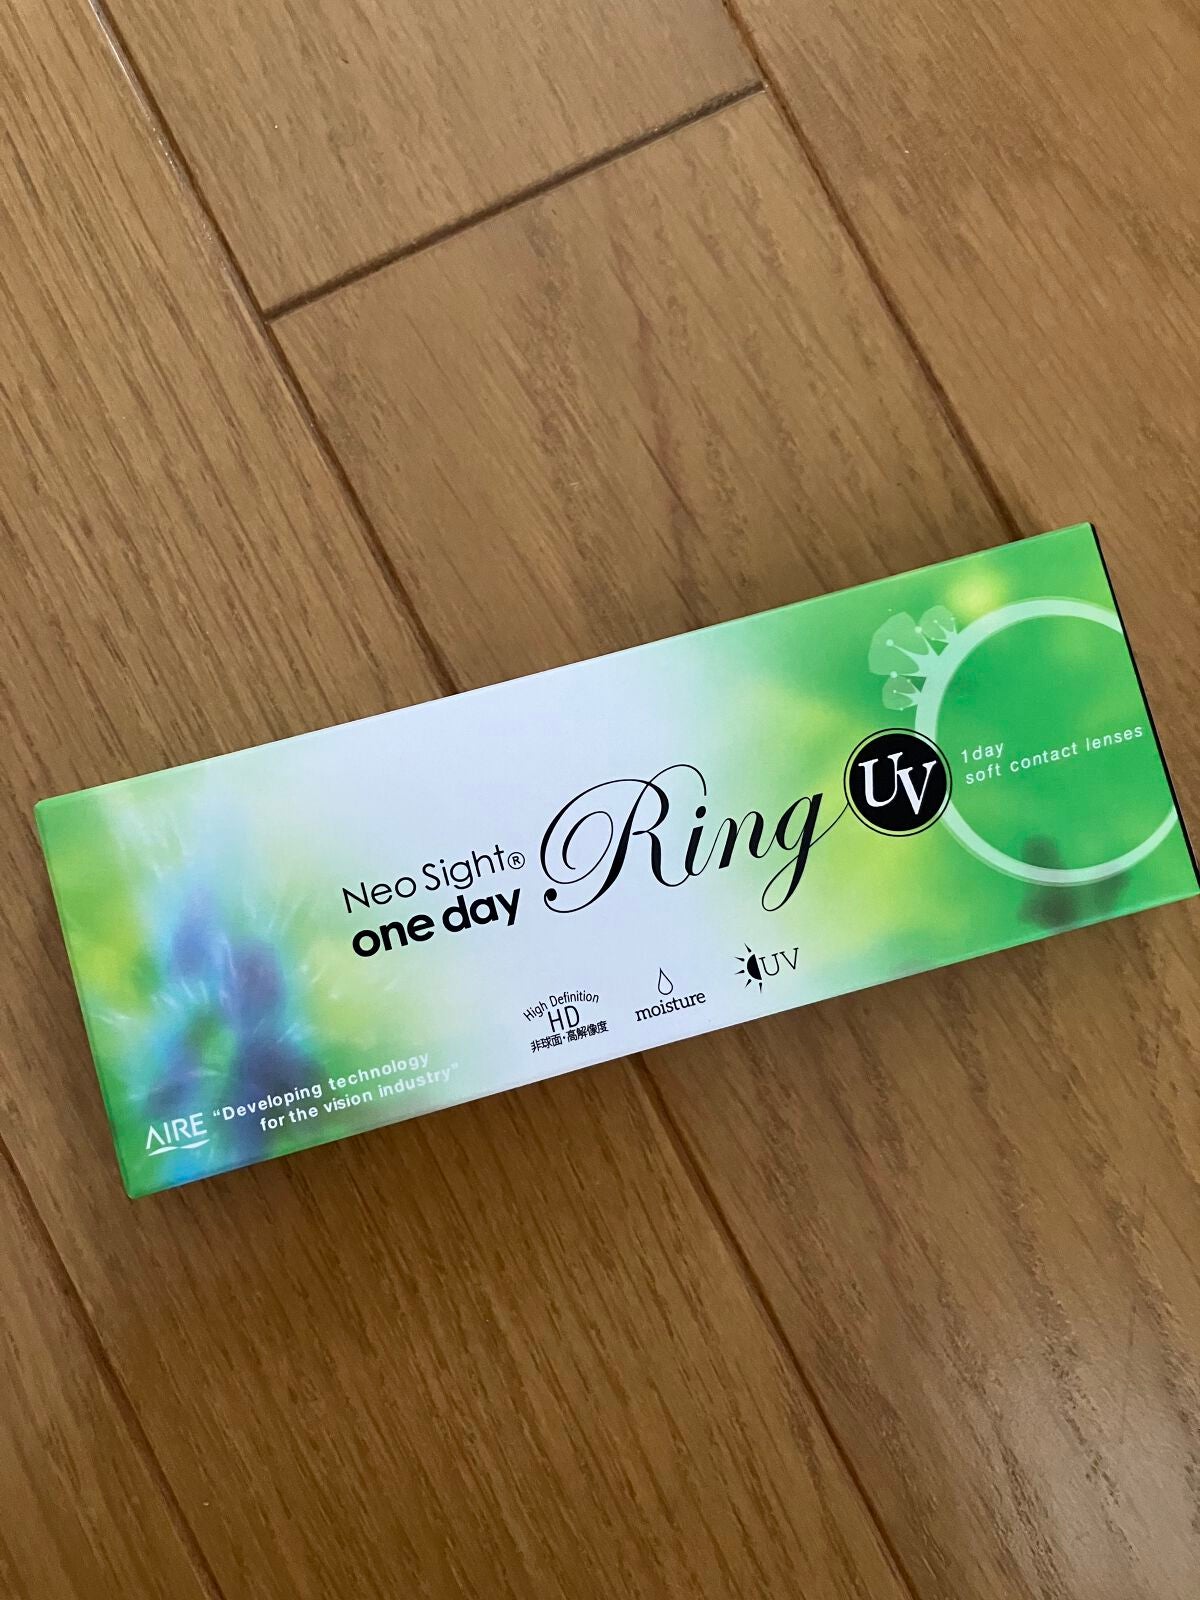 Neo Sight®
one day
Ring UV
1day
soft contact lenses
High Definition
HD
非球面・高解像度
moisture
UV
AIRE
"Developing technology
for the vision industry"